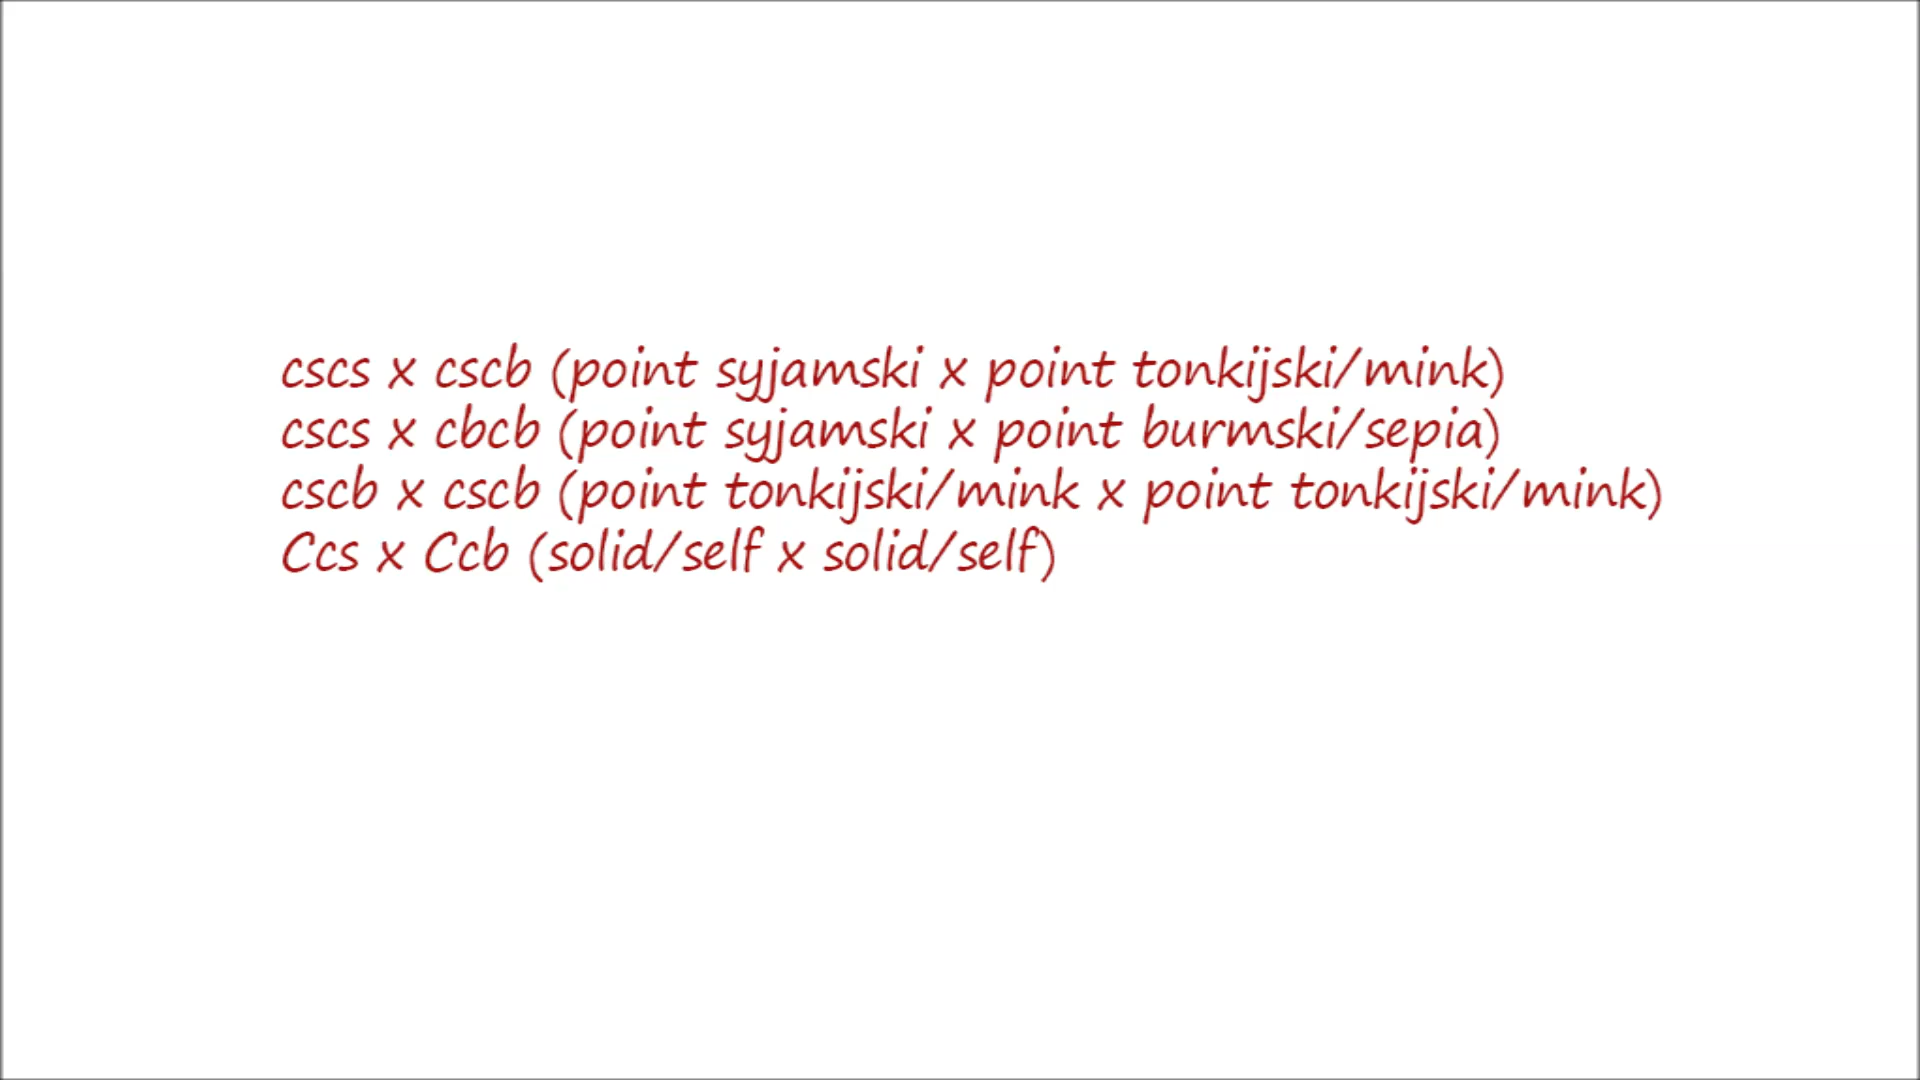 cscs x cscb (point syjamski x point tonkijski/mink)
cscs x cbcb (point syjamski x point burmski/sepia)
cscb x cscb (point tonkijski/mink x point tonkijski/mink)
Ccs x Ccb (solid/self x solid/self)